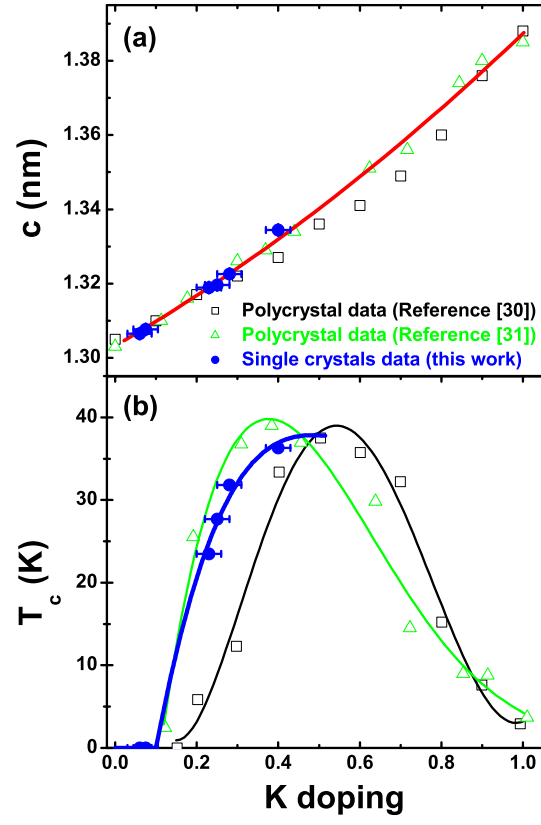 (a)
1.38
1.36
1.34
1.32
1.30
c (nm)
Polycrystal data (Reference [30])
Polycrystal data (Reference [31])
Single crystals data (this work)
(b)
40
30
20
10
0
T_c (K)
0.0 0.2 0.4 0.6 0.8 1.0
K doping